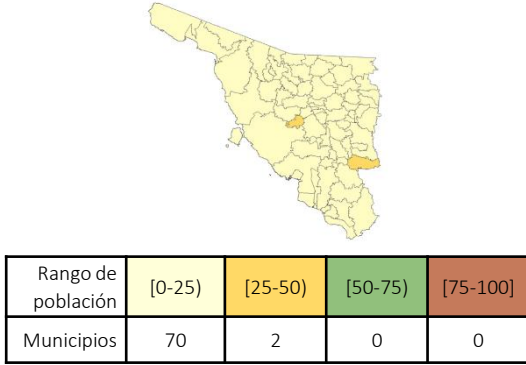 Rango de población [0-25) [25-50) [50-75) [75-100]
Municipios 70 2 0 0